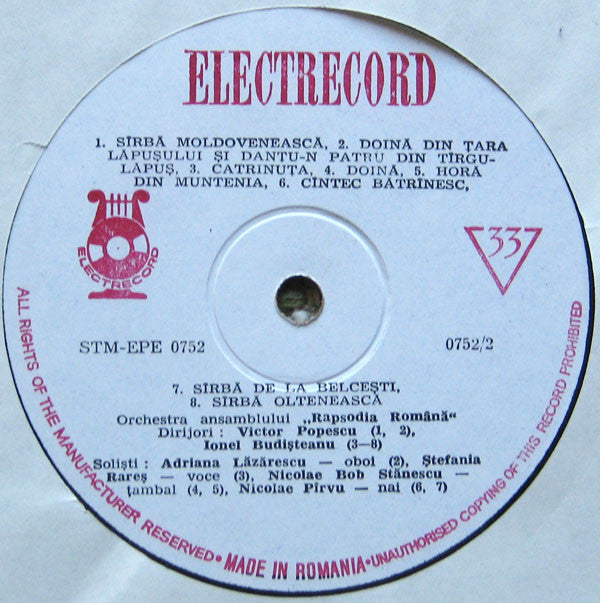 ELECTRECORD
1. SÎRBĂ MOLDOVENEASCĂ, 2. DOINĂ DIN ȚARA
LĂPUȘULUI ȘI DANȚU-N PATRU DIN TÎRGU-
LĂPUȘ, 3. CATRINUȚA, 4. DOINĂ, 5. HORĂ
DIN MUNTENIA, 6. CÎNTEC BĂTRÎNESC,
ELECTRECORD
33
STM-EPE 0752
0752/2
7. SÎRBĂ DE LA BELCEȘTI,
8. SÎRBĂ OLTENEASCĂ
Orchestra ansamblului „Rapsodia Română“
Dirijori : Victor Popescu (1, 2),
Ionel Budișteanu (3—8)
Soliști : Adriana Lăzărescu — oboi (2), Ștefania
Rareș — voce (3), Nicolae Bob Stănescu —
țambal (4, 5), Nicolae Pîrvu — nai (6, 7)
ALL RIGHTS OF THE MANUFACTURER RESERVED • MADE IN ROMANIA • UNAUTHORISED COPYING OF THIS RECORD PROHIBITED